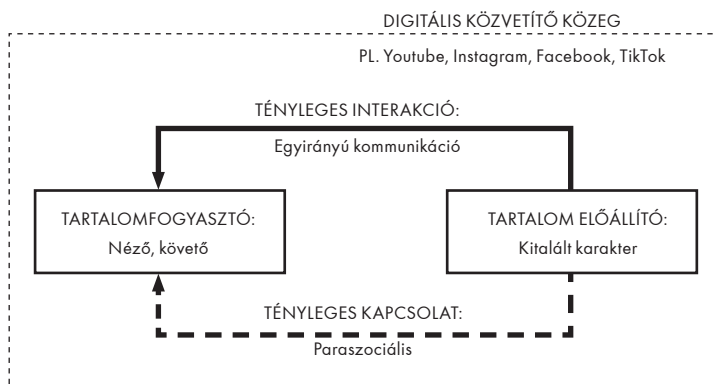 DIGITÁLIS KÖZVETÍTŐ KÖZEG
PL. Youtube, Instagram, Facebook, TikTok
TÉNYLEGES INTERAKCIÓ:
Egyirányú kommunikáció
TARTALOMFOGYASZTÓ:
Néző, követő
TARTALOM ELŐÁLLÍTÓ:
Kitalált karakter
TÉNYLEGES KAPCSOLAT:
Paraszociális